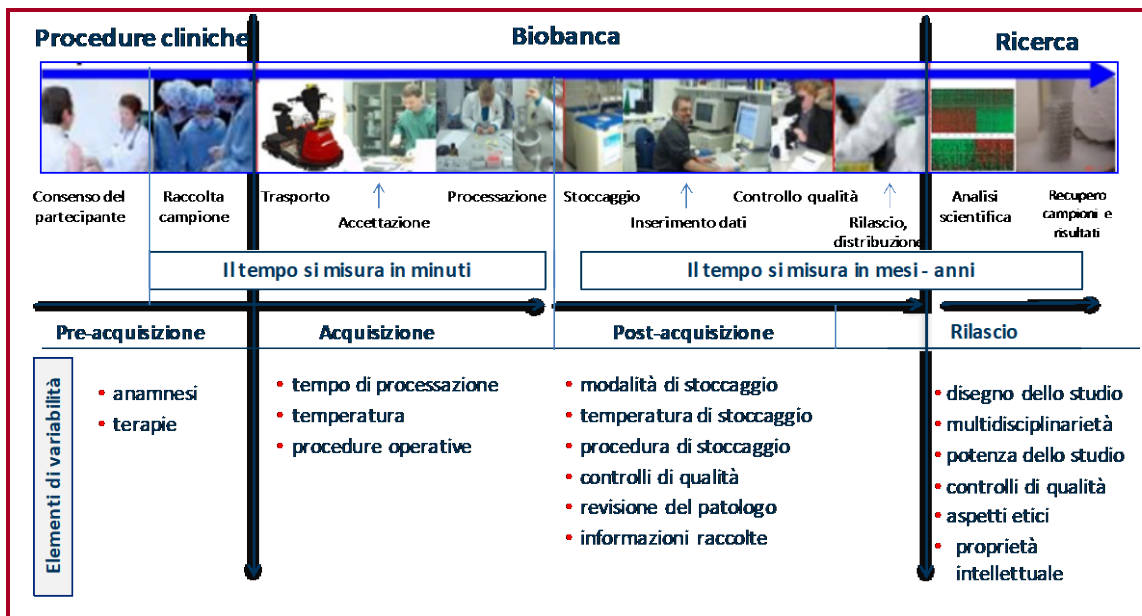 Procedure cliniche
Biobanca
Ricerca
Consenso del
partecipante
Raccolta
campione
Trasporto
Accettazione
Processazione
Stoccaggio
Inserimento dati
Controllo qualità
Rilascio,
distribuzione
Analisi
scientifica
Recupero
campioni e
risultati
Il tempo si misura in minuti
Il tempo si misura in mesi - anni
Pre-acquisizione
Acquisizione
Post-acquisizione
Rilascio
Elementi di variabilità
• anamnesi
• terapie
• tempo di processazione
• temperatura
• procedure operative
• modalità di stoccaggio
• temperatura di stoccaggio
• procedura di stoccaggio
• controlli di qualità
• revisione del patologo
• informazioni raccolte
• disegno dello studio
• multidisciplinarietà
• potenza dello studio
• controlli di qualità
• aspetti etici
• proprietà
intellettuale